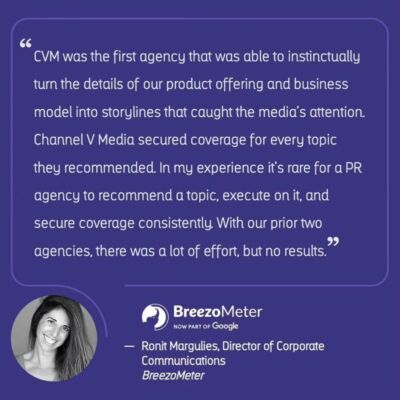 “CVM was the first agency that was able to instinctually
turn the details of our product offering and business
model into storylines that caught the media's attention.
Channel V Media secured coverage for every topic
they recommended. In my experience it's rare for a PR
agency to recommend a topic, execute on it, and
secure coverage consistently. With our prior two
agencies, there was a lot of effort, but no results.”
BreezoMeter
NOW PART OF Google
— Ronit Margulies, Director of Corporate
Communications
BreezoMeter